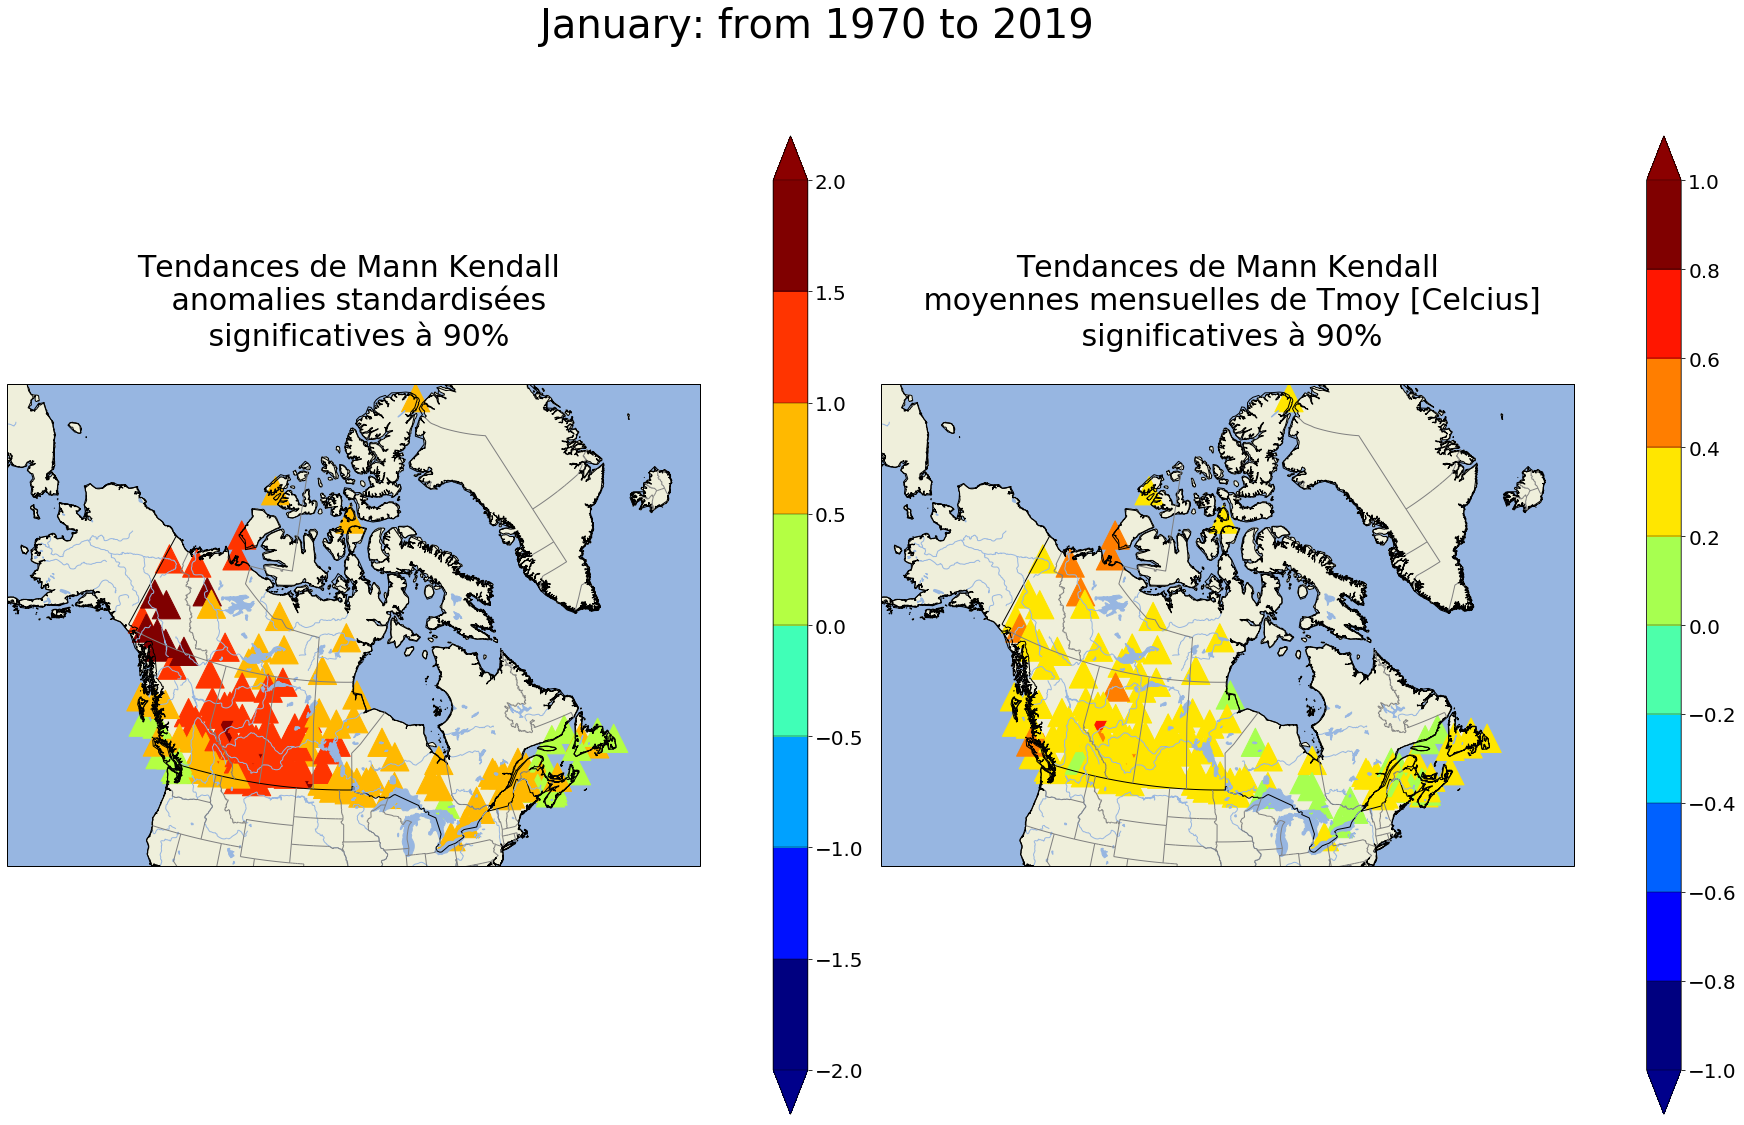 January: from 1970 to 2019
Tendances de Mann Kendall
anomalies standardisées
significatives à 90%
2.0
1.5
1.0
0.5
0.0
−0.5
−1.0
−1.5
−2.0
Tendances de Mann Kendall
moyennes mensuelles de Tmoy [Celcius]
significatives à 90%
1.0
0.8
0.6
0.4
0.2
0.0
−0.2
−0.4
−0.6
−0.8
−1.0